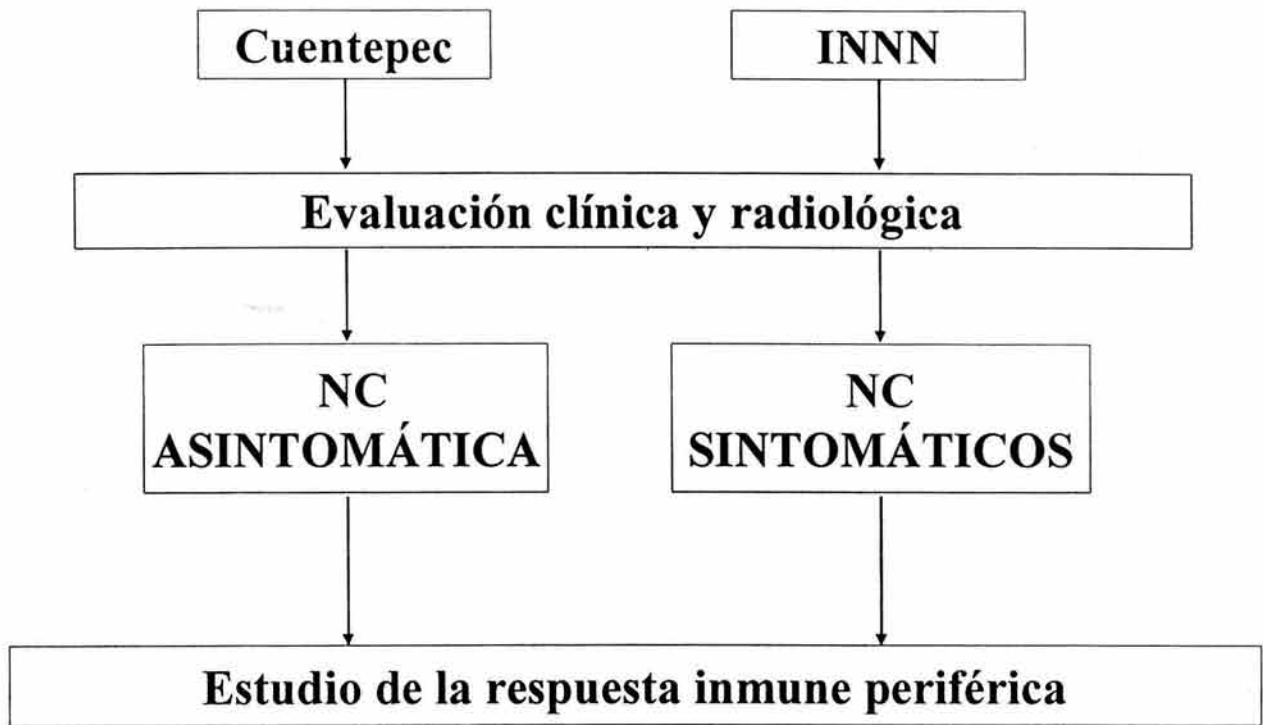 Cuentepec
INNN
Evaluación clínica y radiológica
NC
ASINTOMÁTICA
NC
SINTOMÁTICOS
Estudio de la respuesta inmune periférica